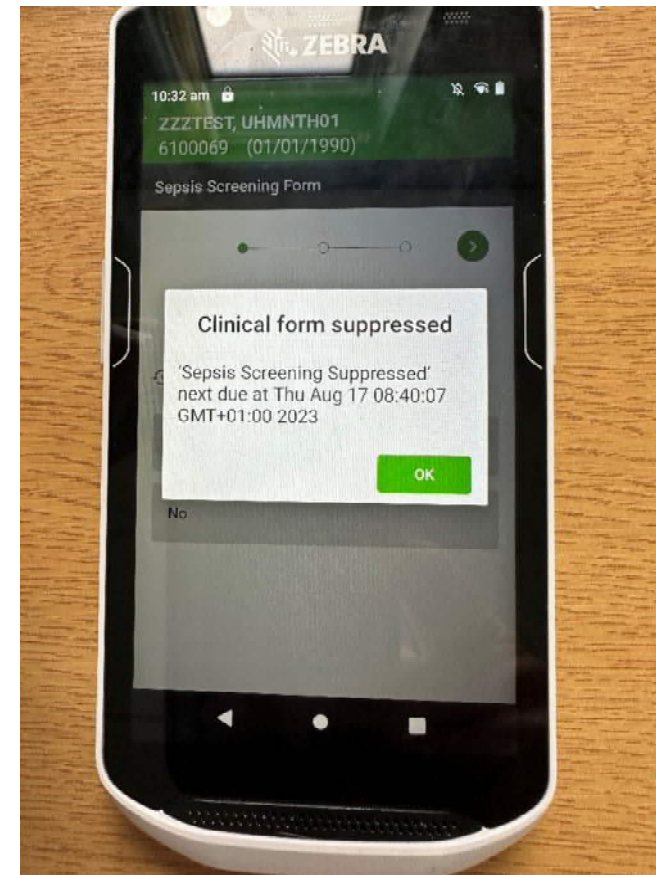 ZEBRA
10:32 am
ZZZTEST, UHMNTH01
6100069 (01/01/1990)
Sepsis Screening Form
Clinical form suppressed
'Sepsis Screening Suppressed'
next due at Thu Aug 17 08:40:07
GMT+01:00 2023
OK
No